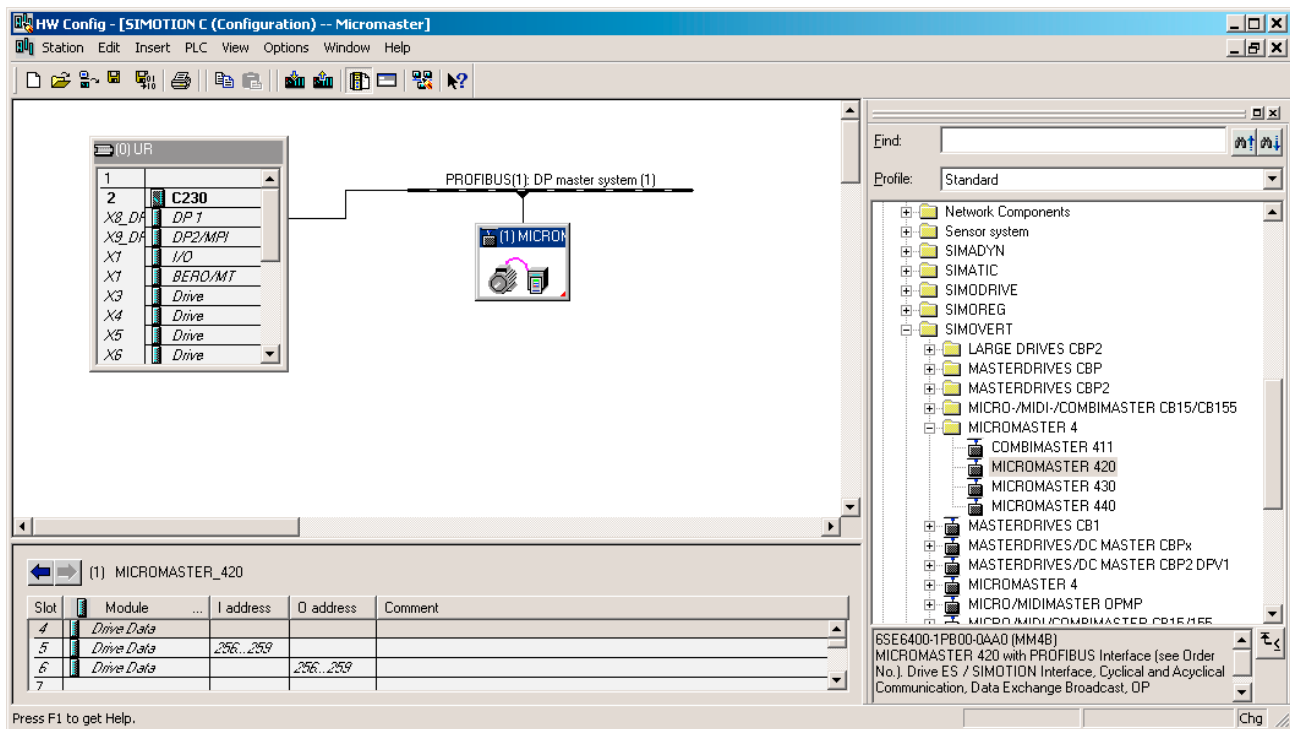 HW Config - [SIMOTION C (Configuration) -- Micromaster]
Station Edit Insert PLC View Options Window Help
(0) UR
1
2 C230
X8_DP DP 1
X9_DP DP2/MPI
X1 I/O
X1 BERO/MT
X3 Drive
X4 Drive
X5 Drive
X6 Drive
PROFIBUS(1): DP master system (1)
(1) MICROM
Find:
Profile: Standard
Network Components
Sensor system
SIMADYN
SIMATIC
SIMODRIVE
SIMOREG
SIMOVERT
LARGE DRIVES CBP2
MASTERDRIVES CBP
MASTERDRIVES CBP2
MICRO-/MIDI-/COMBIMASTER CB15/CB155
MICROMASTER 4
COMBIMASTER 411
MICROMASTER 420
MICROMASTER 430
MICROMASTER 440
MASTERDRIVES CB1
MASTERDRIVES/DC MASTER CBPx
MASTERDRIVES/DC MASTER CBP2 DPV1
MICROMASTER 4
MICRO/MIDIMASTER OPMP
MICRO/MIDI/COMBIMASTER CB15/155
6SE6400-1PB00-0AA0 (MM4B)
MICROMASTER 420 with PROFIBUS Interface (see Order
No.). Drive ES / SIMOTION Interface, Cyclical and Acyclical
Communication, Data Exchange Broadcast, OP
(1) MICROMASTER_420
Slot Module ... I address O address Comment
4 Drive Data
5 Drive Data 256...259
6 Drive Data 256...259
7
Press F1 to get Help.
Chg